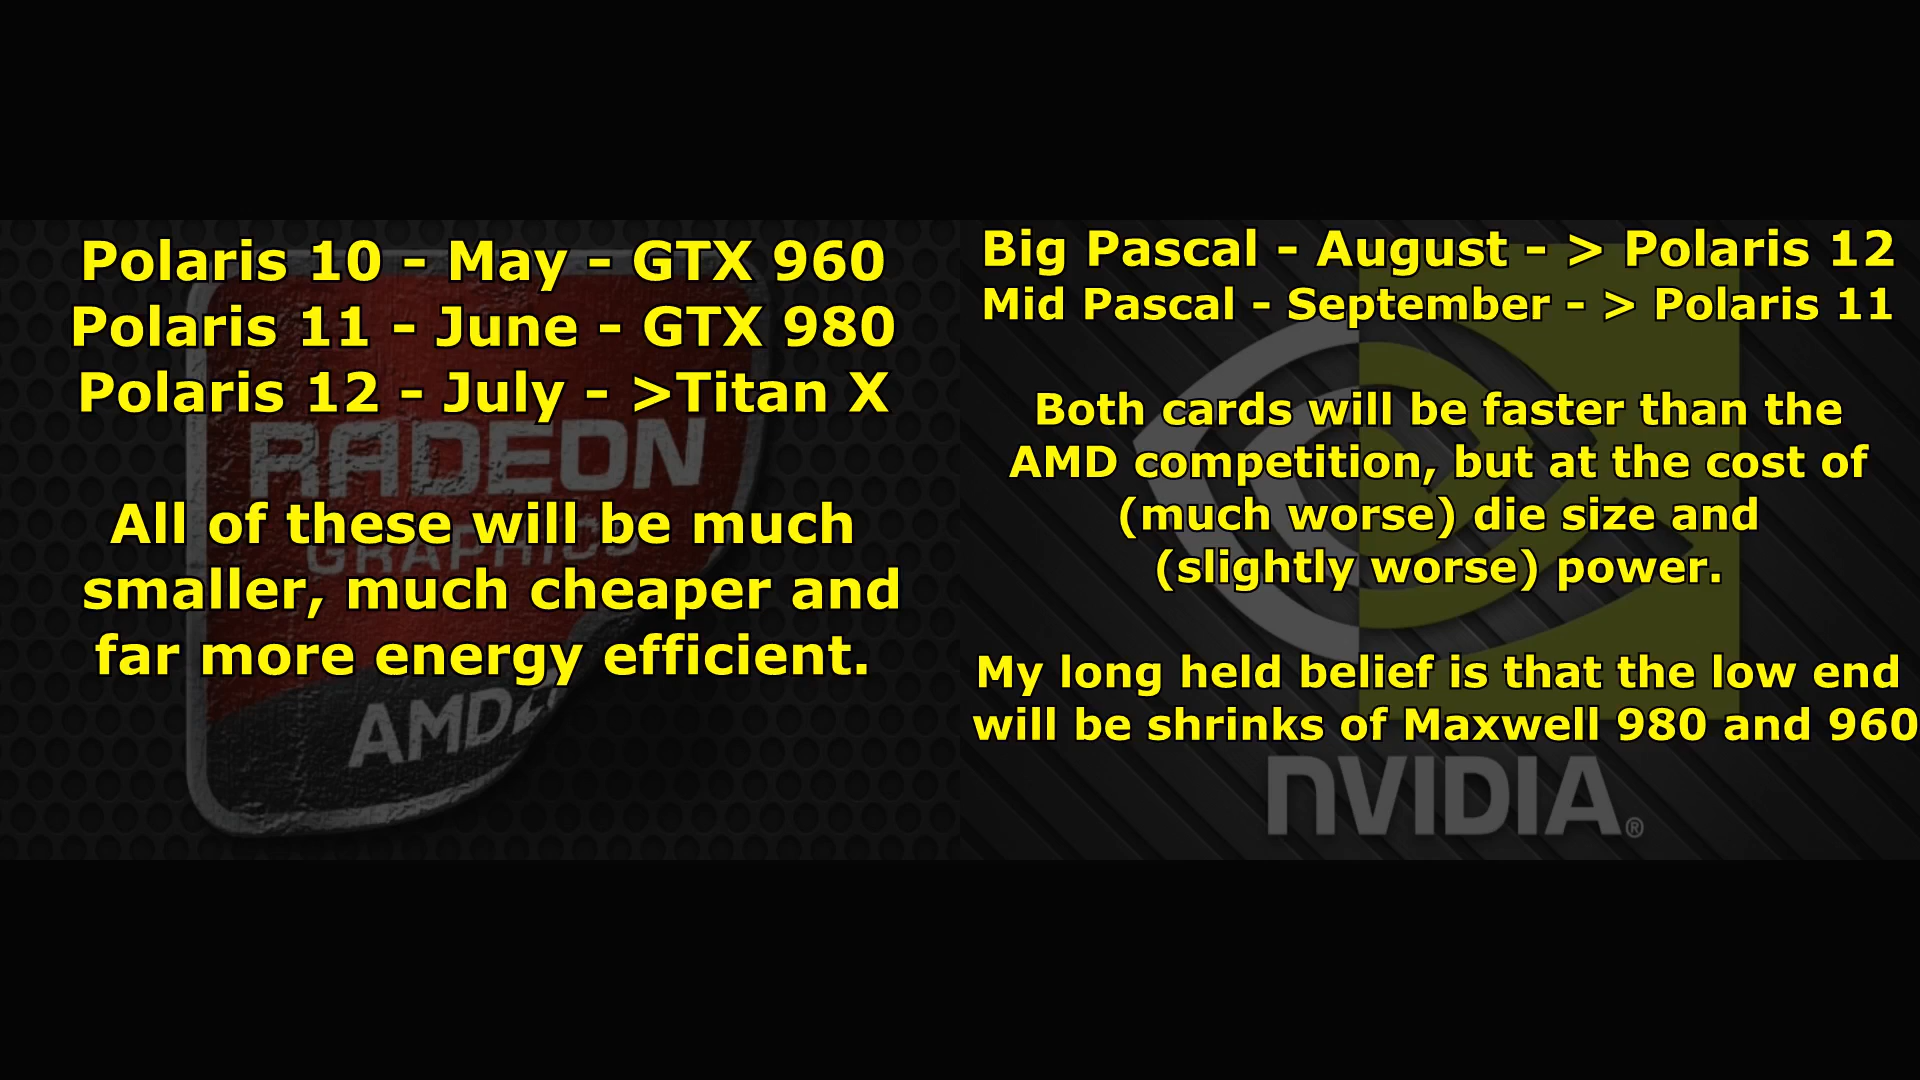 Polaris 10 - May - GTX 960
Polaris 11 - June - GTX 980
Polaris 12 - July - >Titan X
All of these will be much
smaller, much cheaper and
far more energy efficient.
RADEON
GRAPHICS
AMD
Big Pascal - August - > Polaris 12
Mid Pascal - September - > Polaris 11
Both cards will be faster than the
AMD competition, but at the cost of
(much worse) die size and
(slightly worse) power.
My long held belief is that the low end
will be shrinks of Maxwell 980 and 960
NVIDIA®